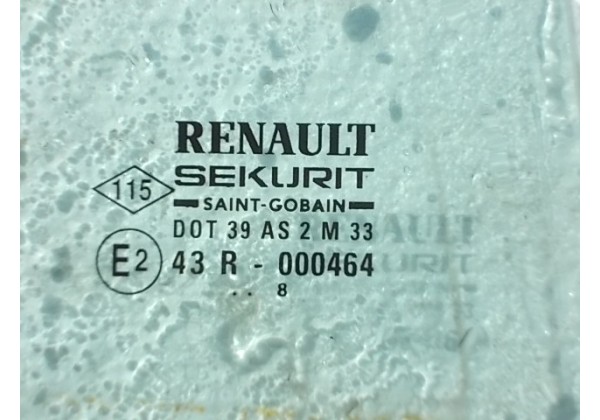 RENAULT
SEKURIT
SAINT-GOBAIN
115
DOT 39 AS 2 M 33
E2
43 R - 000464
. . 8